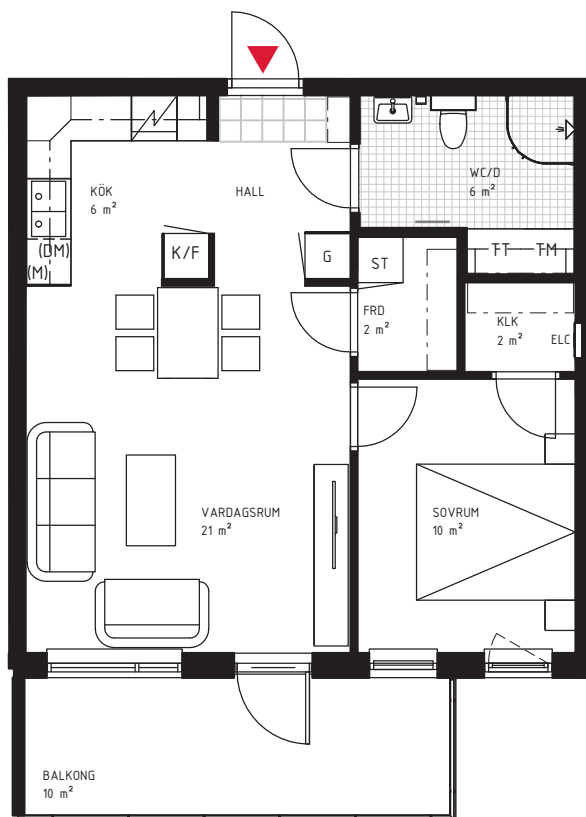 KÖK
6 m²
HALL
WC/D
6 m²
K/F
G
ST
(DM)
(M)
TT TM
FRD
2 m²
KLK
2 m²
ELC
VARDAGSRUM
21 m²
SOVRUM
10 m²
BALKONG
10 m²